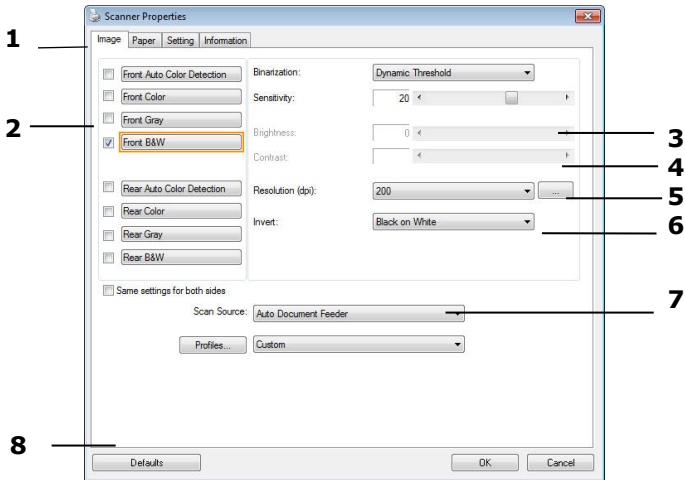 Scanner Properties
1
Image Paper Setting Information
Front Auto Color Detection
Binarization: Dynamic Threshold
Front Color
Sensitivity: 20
2
Front Gray
Front B&W
Brightness: 0
3
Contrast:
4
Rear Auto Color Detection
Resolution (dpi): 200 ...
5
Rear Color
Invert: Black on White
6
Rear Gray
Rear B&W
Same settings for both sides
7
Scan Source: Auto Document Feeder
Profiles... Custom
8
Defaults OK Cancel